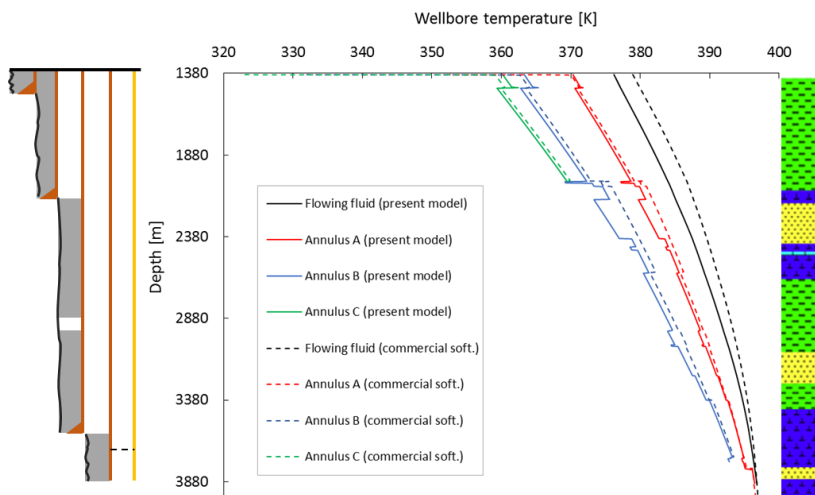 Wellbore temperature [K]
320 330 340 350 360 370 380 390 400
1380
1880
2380
2880
3380
3880
Depth [m]
Flowing fluid (present model)
Annulus A (present model)
Annulus B (present model)
Annulus C (present model)
Flowing fluid (commercial soft.)
Annulus A (commercial soft.)
Annulus B (commercial soft.)
Annulus C (commercial soft.)